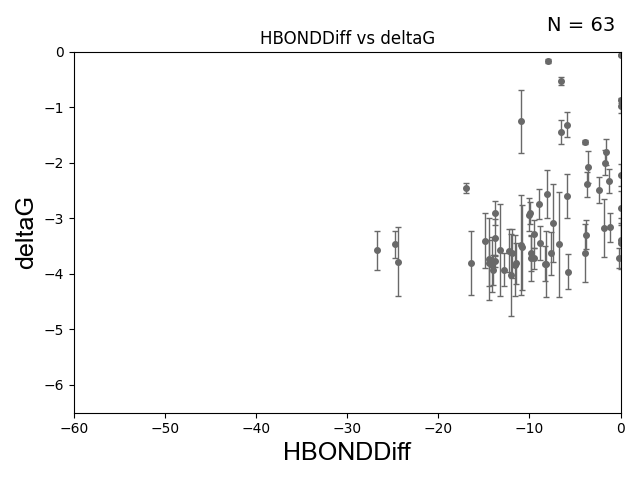 N = 63
HBONDDiff vs deltaG
deltaG
0
−1
−2
−3
−4
−5
−6
−60 −50 −40 −30 −20 −10 0
HBONDDiff